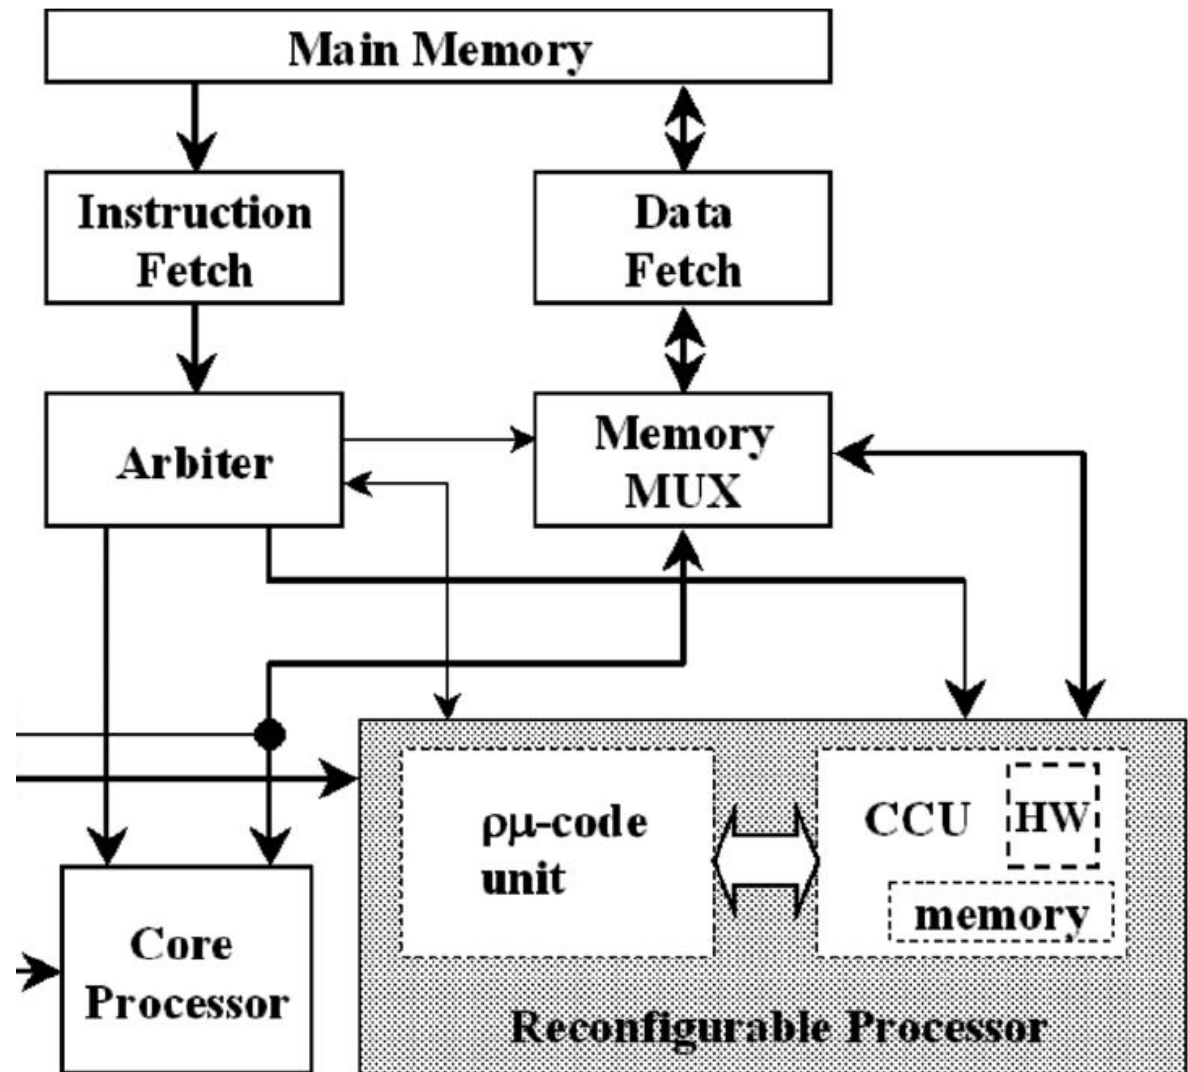 Main Memory
Instruction
Fetch
Data
Fetch
Arbiter
Memory
MUX
ρμ-code
unit
CCU
HW
memory
Core
Processor
Reconfigurable Processor